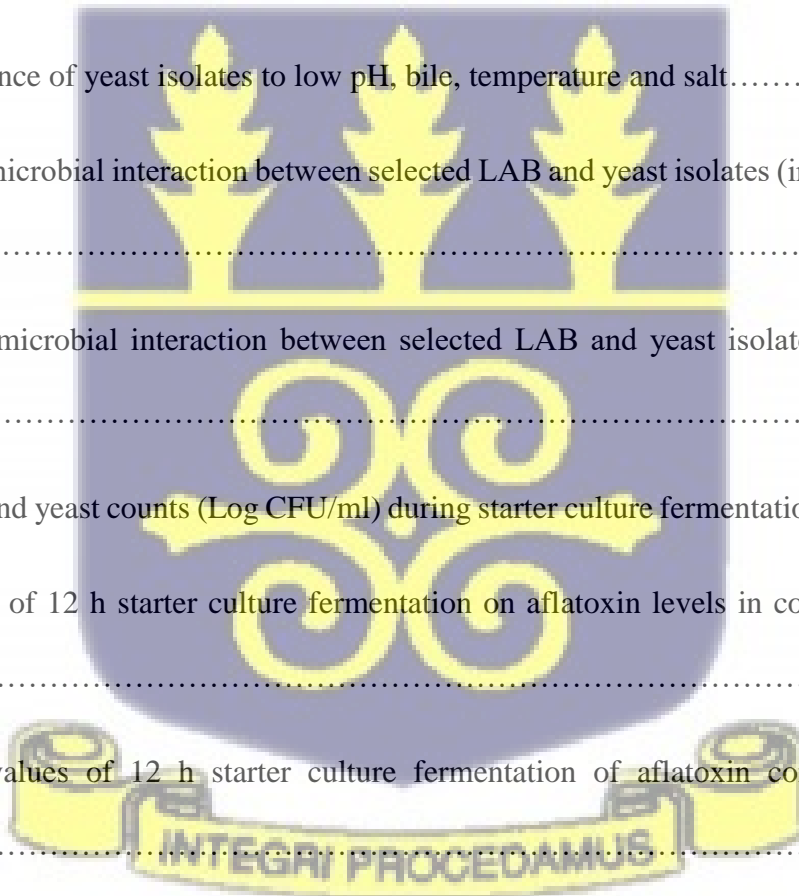 ance of yeast isolates to low pH, bile, temperature and salt……
microbial interaction between selected LAB and yeast isolates (in
………………………………………………………………………
microbial interaction between selected LAB and yeast isolate
………………………………………………………………………
nd yeast counts (Log CFU/ml) during starter culture fermentatio
of 12 h starter culture fermentation on aflatoxin levels in co
………………………………………………………………………
values of 12 h starter culture fermentation of aflatoxin co
………………………………………………………………………
INTEGRI PROCEDAMUS